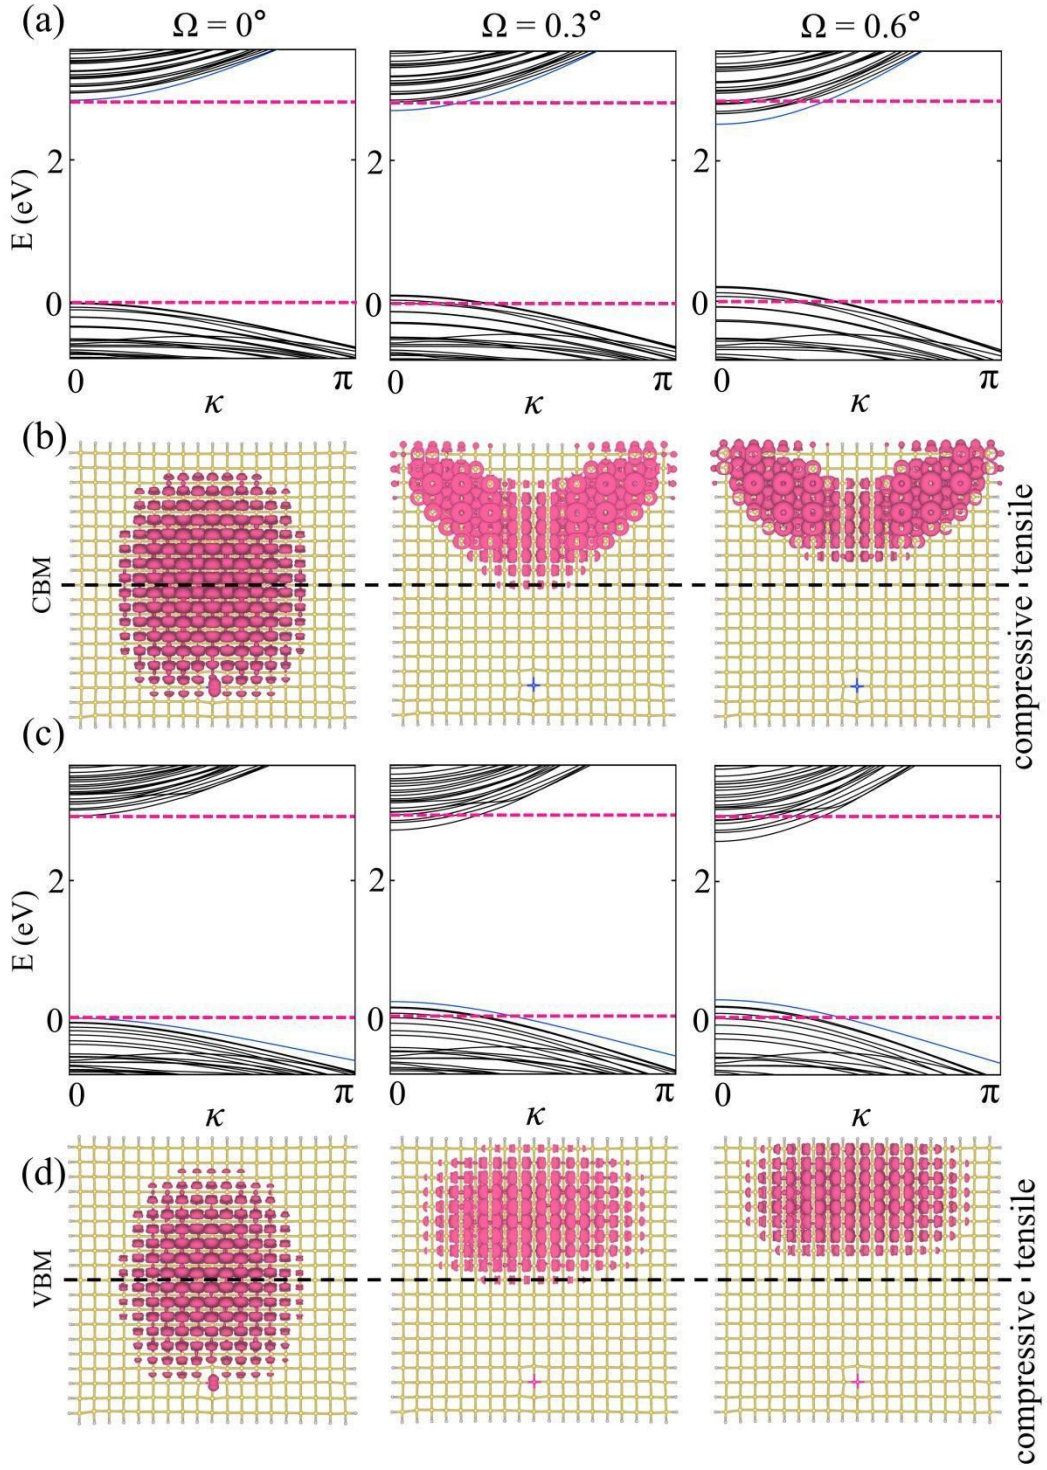 (a)
Ω = 0° Ω = 0.3° Ω = 0.6°
E (eV)
2 2 2
0 0 0
0 π 0 π 0 π
κ κ κ
(b)
CBM
compressive - tensile
(c)
E (eV)
2 2 2
0 0 0
0 π 0 π 0 π
κ κ κ
(d)
VBM
compressive - tensile